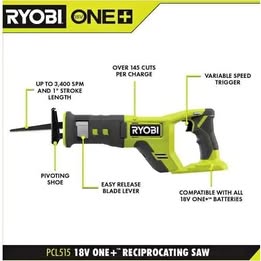 RYOBI 18V ONE+
OVER 145 CUTS
PER CHARGE
UP TO 3,400 SPM
AND 1" STROKE
LENGTH
VARIABLE SPEED
TRIGGER
RYOBI
PIVOTING
SHOE
EASY RELEASE
BLADE LEVER
COMPATIBLE WITH ALL
18V ONE+™ BATTERIES
PCL515 18V ONE+™ RECIPROCATING SAW